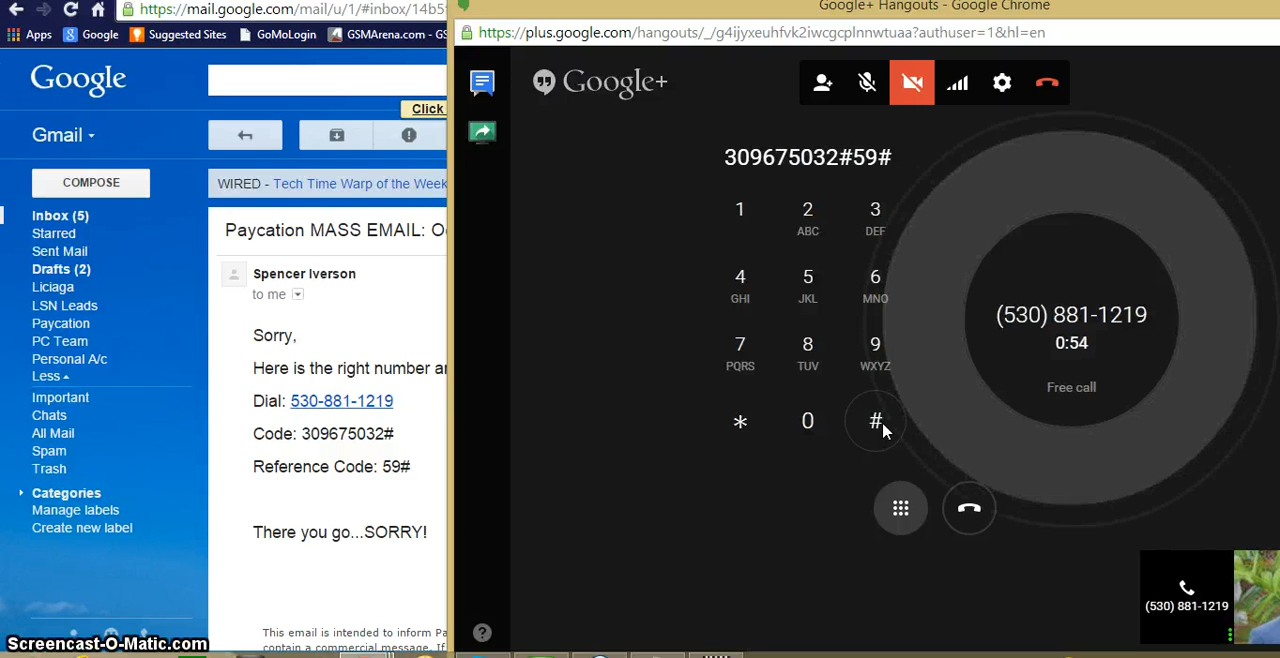 https://mail.google.com/mail/u/1/#inbox/14b5
Apps Google Suggested Sites GoMoLogin GSMArena.com - GS
Google
Click
Gmail
COMPOSE
WIRED - Tech Time Warp of the Week
Inbox (5)
Starred
Sent Mail
Drafts (2)
Liciaga
LSN Leads
Paycation
PC Team
Personal A/c
Less
Important
Chats
All Mail
Spam
Trash
Categories
Manage labels
Create new label
Paycation MASS EMAIL: O
Spencer Iverson
to me
Sorry,
Here is the right number a
Dial: 530-881-1219
Code: 309675032#
Reference Code: 59#
There you go...SORRY!
This email is intended to inform Pa
contain a commercial message. If
Screencast-O-Matic.com
Google+ Hangouts - Google Chrome
https://plus.google.com/hangouts/_/g4ijyxeuhfvk2iwcgcplnnwtuaa?authuser=1&hl=en
Google+
309675032#59#
1 2 3
ABC DEF
4 5 6
GHI JKL MNO
7 8 9
PQRS TUV WXYZ
* 0 #
(530) 881-1219
0:54
Free call
(530) 881-1219
?